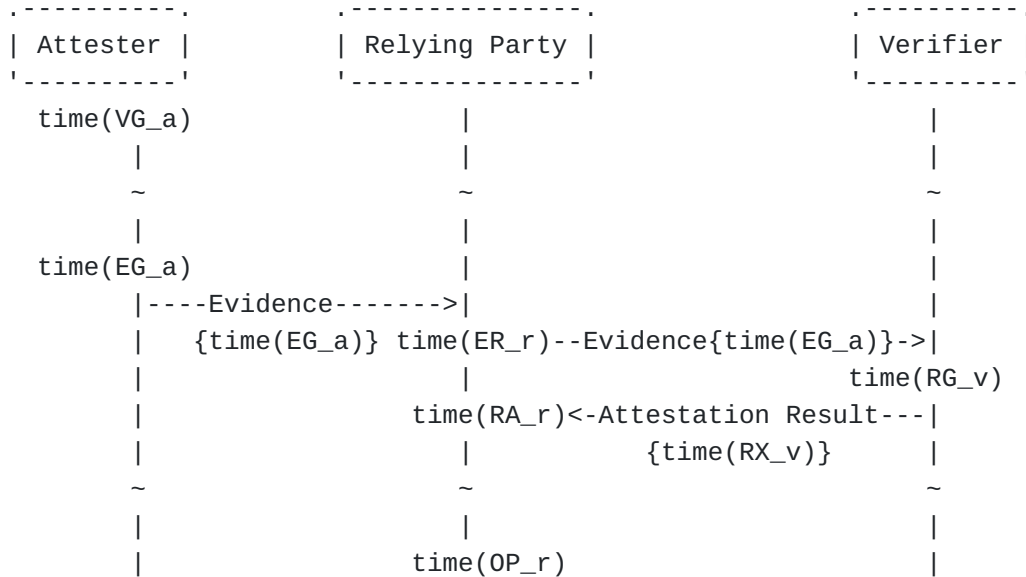 .----------.         .---------------.              .----------.
| Attester |         | Relying Party |              | Verifier |
'----------'         '---------------'              '----------'
  time(VG_a)                 |                            |
       |                     |                            |
       ~                     ~                            ~
       |                     |                            |
  time(EG_a)                 |                            |
       |----Evidence------->|                            |
       |   {time(EG_a)} time(ER_r)--Evidence{time(EG_a)}->|
       |                     |                       time(RG_v)
       |                 time(RA_r)<-Attestation Result---|
       |                     |           {time(RX_v)}     |
       ~                     ~                            ~
       |                     |                            |
       |                 time(OP_r)                       |